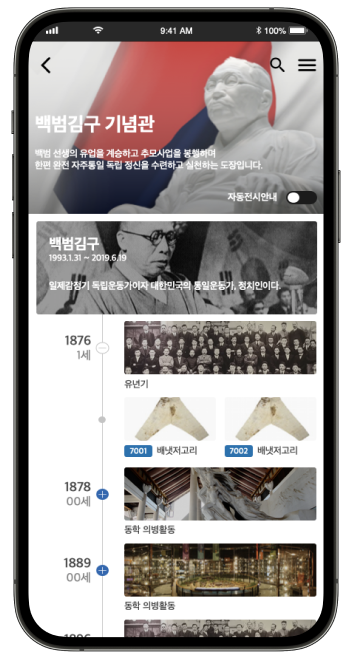 9:41 AM
100%
백범김구 기념관
백범 선생의 유업을 계승하고 추모사업을 봉행하며
한편 완전 자주통일 독립 정신을 수련하고 실천하는 도장입니다.
자동전시안내
백범김구
1993.1.31 ~ 2019.6.19
일제강점기 독립운동가이자 대한민국의 통일운동가, 정치인이다.
1876
1세
유년기
7001 배냇저고리
7002 배냇저고리
1878
00세
동학 의병활동
1889
00세
동학 의병활동
1896